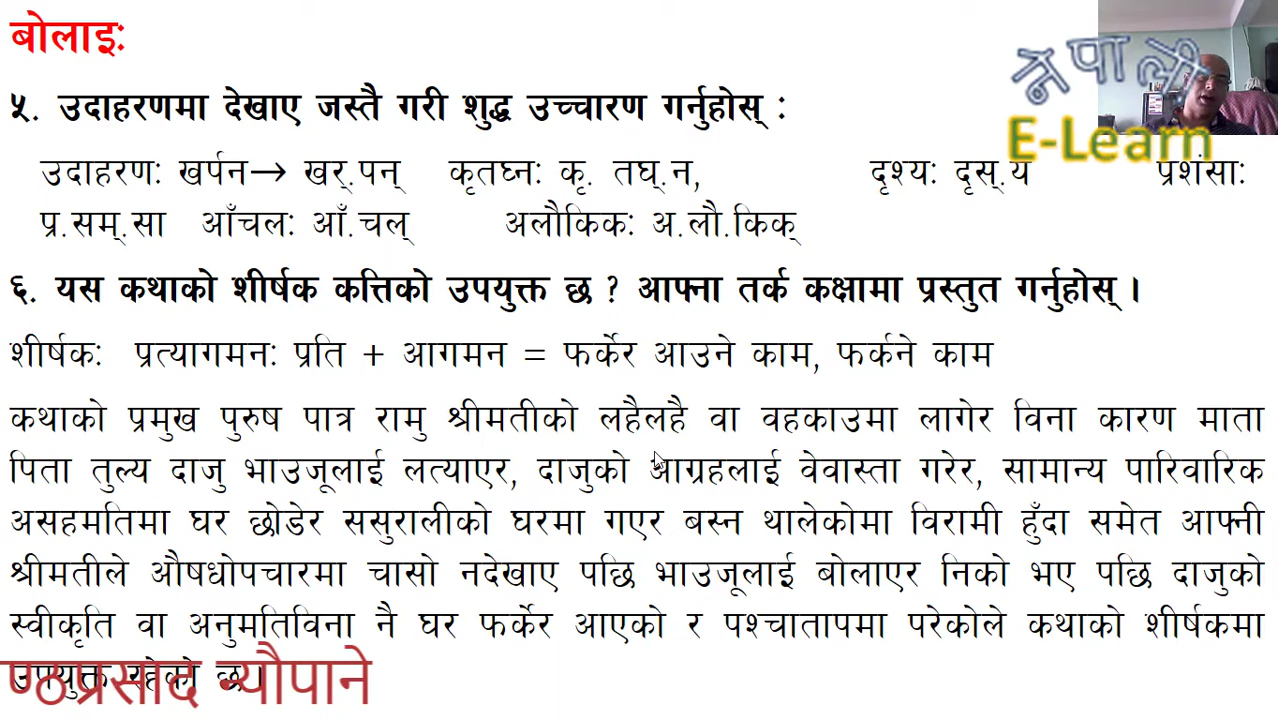 बोलाइः
५. उदाहरणमा देखाए जस्तै गरी शुद्ध उच्चारण गर्नुहोस् :
उदाहरणः खर्पन→ खर्.पन् कृतघ्नः कृ. तघ्.न, दृश्यः दृस्.य प्रशंसाः
प्र.सम्.सा आँचलः आँ.चल् अलौकिकः अ.लौ.किक्
६. यस कथाको शीर्षक कत्तिको उपयुक्त छ ? आफ्ना तर्क कक्षामा प्रस्तुत गर्नुहोस् ।
शीर्षकः प्रत्यागमनः प्रति + आगमन = फर्केर आउने काम, फर्कने काम
कथाको प्रमुख पुरुष पात्र रामु श्रीमतीको लहैलहै वा वहकाउमा लागेर विना कारण माता
पिता तुल्य दाजु भाउजूलाई लत्याएर, दाजुको आग्रहलाई वेवास्ता गरेर, सामान्य पारिवारिक
असहमतिमा घर छोडेर ससुरालीको घरमा गएर बस्न थालेकोमा विरामी हुँदा समेत आफ्नी
श्रीमतीले औषधोपचारमा चासो नदेखाए पछि भाउजूलाई बोलाएर निको भए पछि दाजुको
स्वीकृति वा अनुमतिविना नै घर फर्केर आएको र पश्चातापमा परेकोले कथाको शीर्षकमा
उपयुक्त रहेको छ ।
ण्ठप्रसाद न्यौपाने
नेपाली
E-Learn